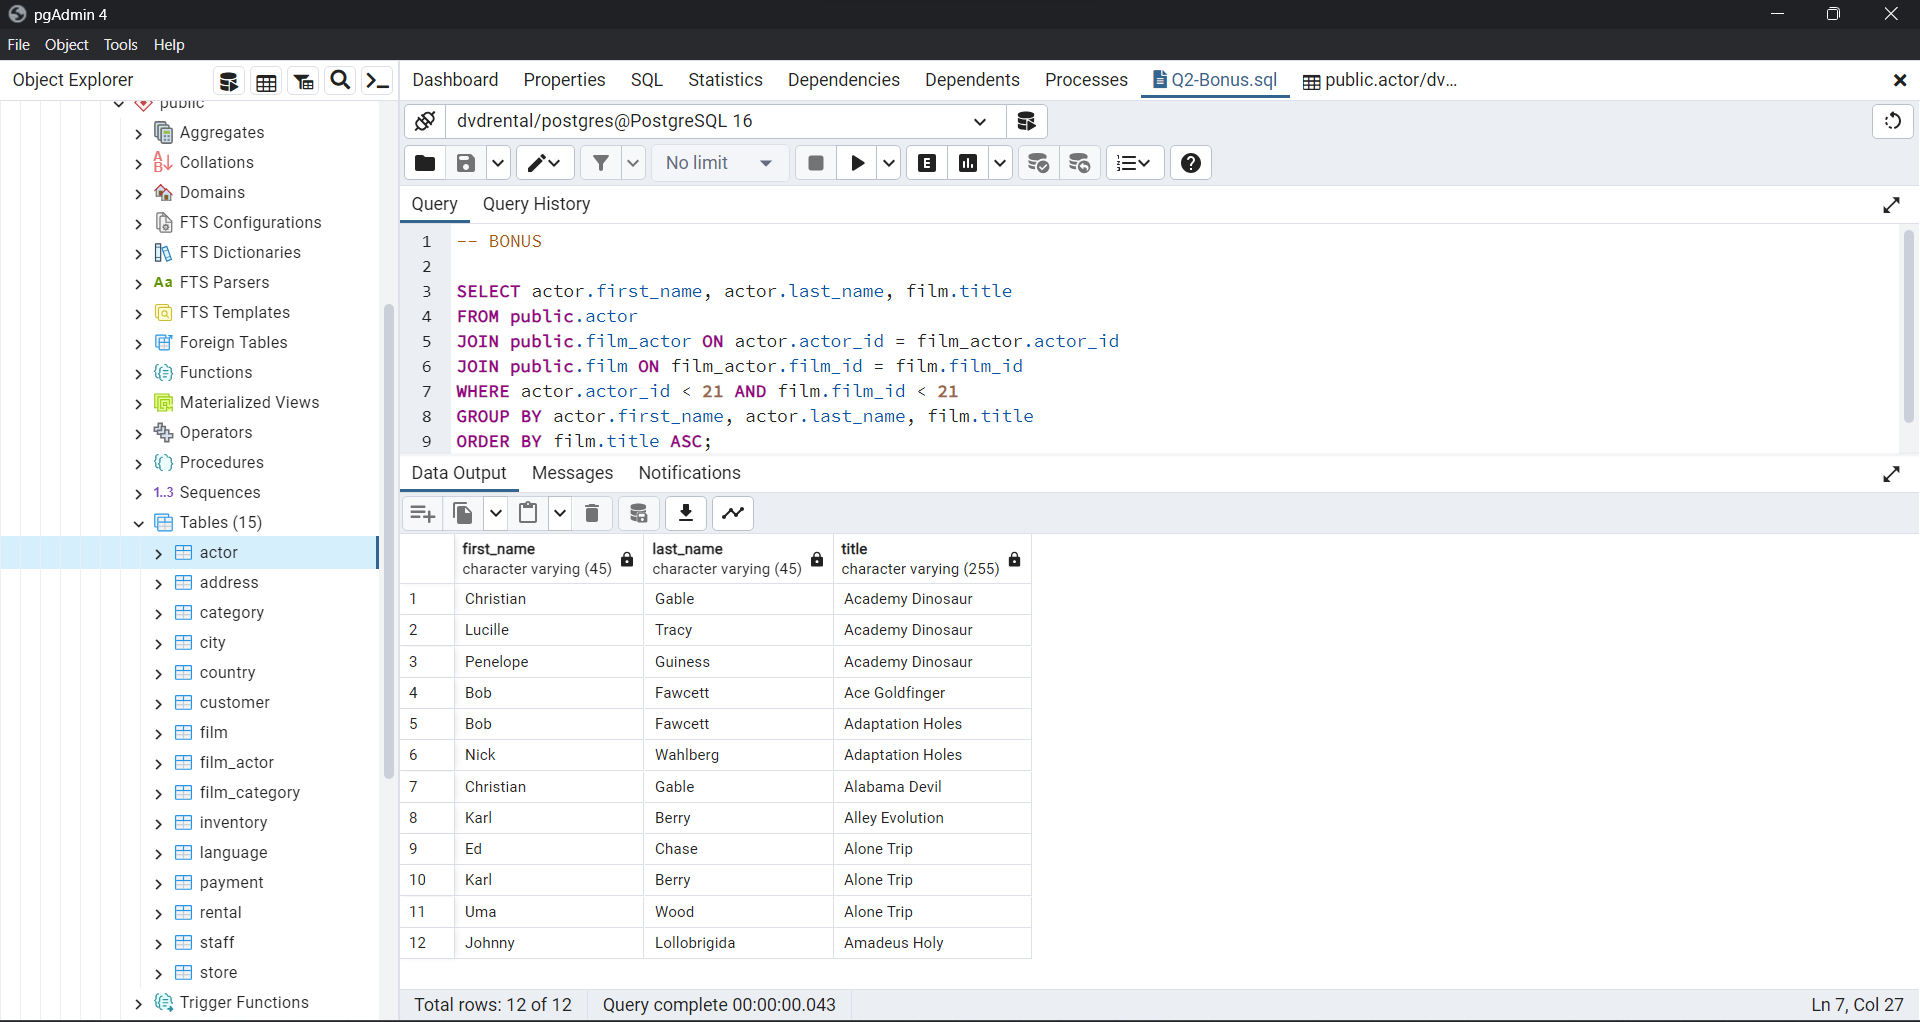 pgAdmin 4
File Object Tools Help
Object Explorer
Dashboard Properties SQL Statistics Dependencies Dependents Processes Q2-Bonus.sql public.actor/dv...
public
Aggregates
Collations
Domains
FTS Configurations
FTS Dictionaries
Aa FTS Parsers
FTS Templates
Foreign Tables
Functions
Materialized Views
Operators
Procedures
1..3 Sequences
Tables (15)
actor
address
category
city
country
customer
film
film_actor
film_category
inventory
language
payment
rental
staff
store
Trigger Functions
dvdrental/postgres@PostgreSQL 16
No limit E
Query Query History
1 -- BONUS
2
3 SELECT actor.first_name, actor.last_name, film.title
4 FROM public.actor
5 JOIN public.film_actor ON actor.actor_id = film_actor.actor_id
6 JOIN public.film ON film_actor.film_id = film.film_id
7 WHERE actor.actor_id < 21 AND film.film_id < 21
8 GROUP BY actor.first_name, actor.last_name, film.title
9 ORDER BY film.title ASC;
Data Output Messages Notifications
first_name last_name title
character varying (45) character varying (45) character varying (255)
1 Christian Gable Academy Dinosaur
2 Lucille Tracy Academy Dinosaur
3 Penelope Guiness Academy Dinosaur
4 Bob Fawcett Ace Goldfinger
5 Bob Fawcett Adaptation Holes
6 Nick Wahlberg Adaptation Holes
7 Christian Gable Alabama Devil
8 Karl Berry Alley Evolution
9 Ed Chase Alone Trip
10 Karl Berry Alone Trip
11 Uma Wood Alone Trip
12 Johnny Lollobrigida Amadeus Holy
Total rows: 12 of 12 Query complete 00:00:00.043 Ln 7, Col 27